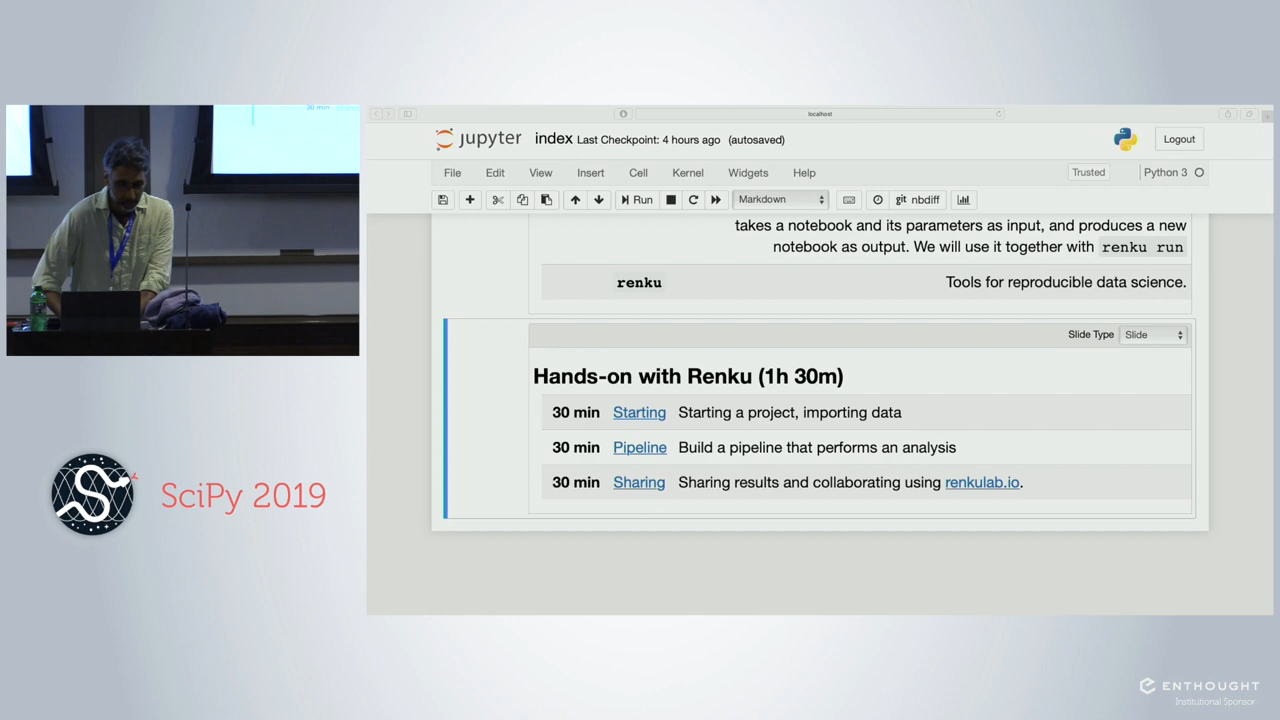 30 min
localhost
jupyter index Last Checkpoint: 4 hours ago (autosaved)
Logout
File Edit View Insert Cell Kernel Widgets Help
Trusted
Python 3
Run
Markdown
git nbdiff
takes a notebook and its parameters as input, and produces a new
notebook as output. We will use it together with renku run
renku Tools for reproducible data science.
Slide Type Slide
Hands-on with Renku (1h 30m)
30 min Starting Starting a project, importing data
30 min Pipeline Build a pipeline that performs an analysis
30 min Sharing Sharing results and collaborating using renkulab.io.
SciPy 2019
ENTHOUGHT
Institutional Sponsor